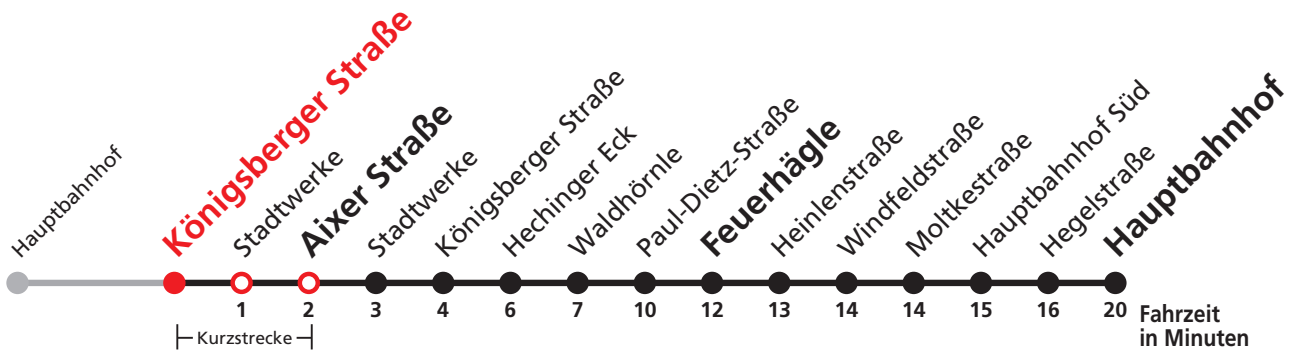 Hauptbahnhof
Königsberger Straße
Stadtwerke
Aixer Straße
Stadtwerke
Königsberger Straße
Hechinger Eck
Waldhörnle
Paul-Dietz-Straße
Feuerhägle
Heinlenstraße
Windfeldstraße
Moltkestraße
Hauptbahnhof Süd
Hegelstraße
Hauptbahnhof
1 2 3 4 6 7 10 12 13 14 14 15 16 20 Fahrzeit
in Minuten
Kurzstrecke